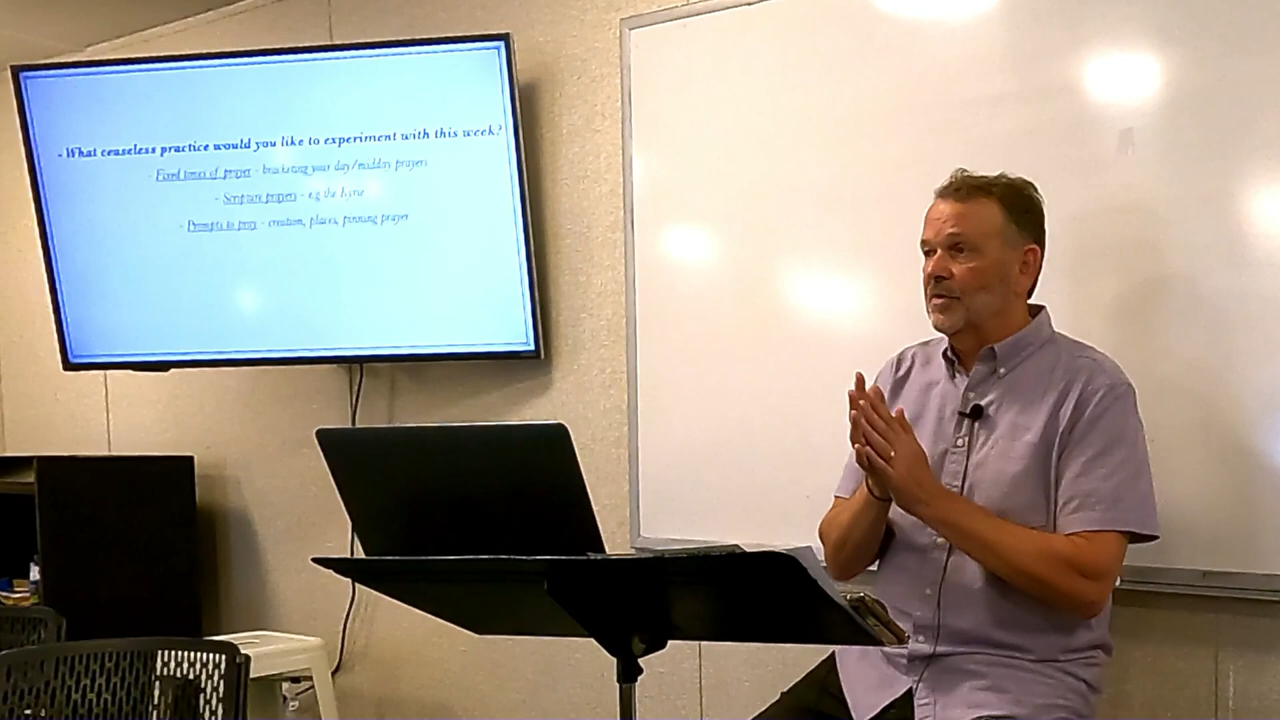 - What ceaseless practice would you like to experiment with this week?
- Fixed times of prayer - bracketing your day/midday prayers
- Scripture prayers - e.g. the Kyrie
- Prompts to pray - creation, places, pinning prayer